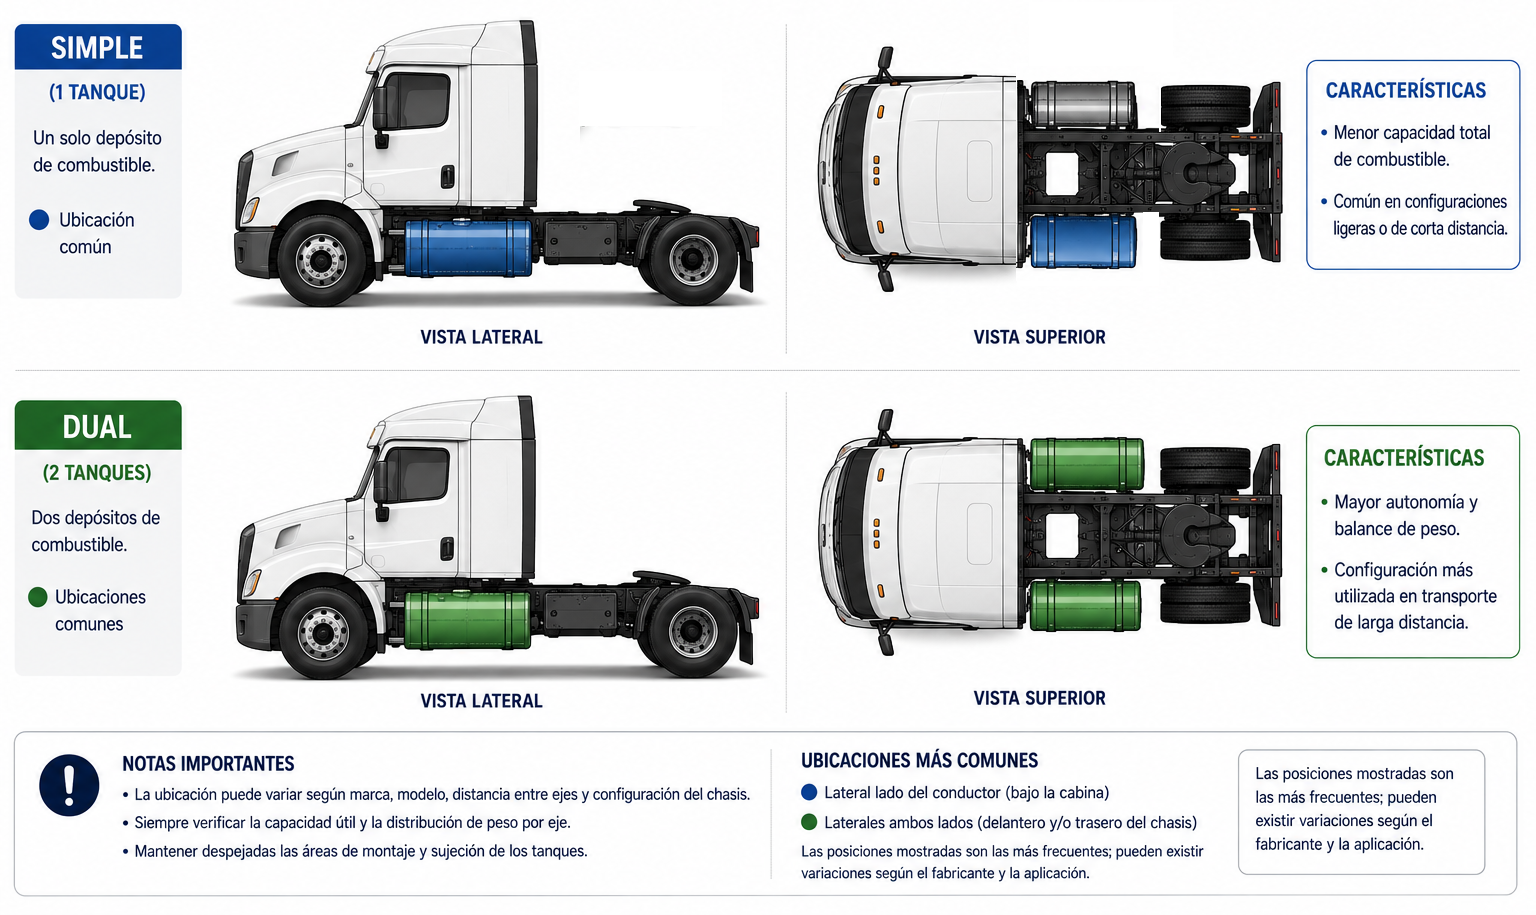 SIMPLE
(1 TANQUE)
Un solo depósito
de combustible.
Ubicación
común
VISTA LATERAL
VISTA SUPERIOR
CARACTERÍSTICAS
• Menor capacidad total
de combustible.
• Común en configuraciones
ligeras o de corta distancia.
DUAL
(2 TANQUES)
Dos depósitos de
combustible.
Ubicaciones
comunes
VISTA LATERAL
VISTA SUPERIOR
CARACTERÍSTICAS
• Mayor autonomía y
balance de peso.
• Configuración más
utilizada en transporte
de larga distancia.
NOTAS IMPORTANTES
• La ubicación puede variar según marca, modelo, distancia entre ejes y configuración del chasis.
• Siempre verificar la capacidad útil y la distribución de peso por eje.
• Mantener despejadas las áreas de montaje y sujeción de los tanques.
UBICACIONES MÁS COMUNES
Lateral lado del conductor (bajo la cabina)
Laterales ambos lados (delantero y/o trasero del chasis)
Las posiciones mostradas son las más frecuentes; pueden existir
variaciones según el fabricante y la aplicación.
Las posiciones mostradas son
las más frecuentes; pueden
existir variaciones según el
fabricante y la aplicación.